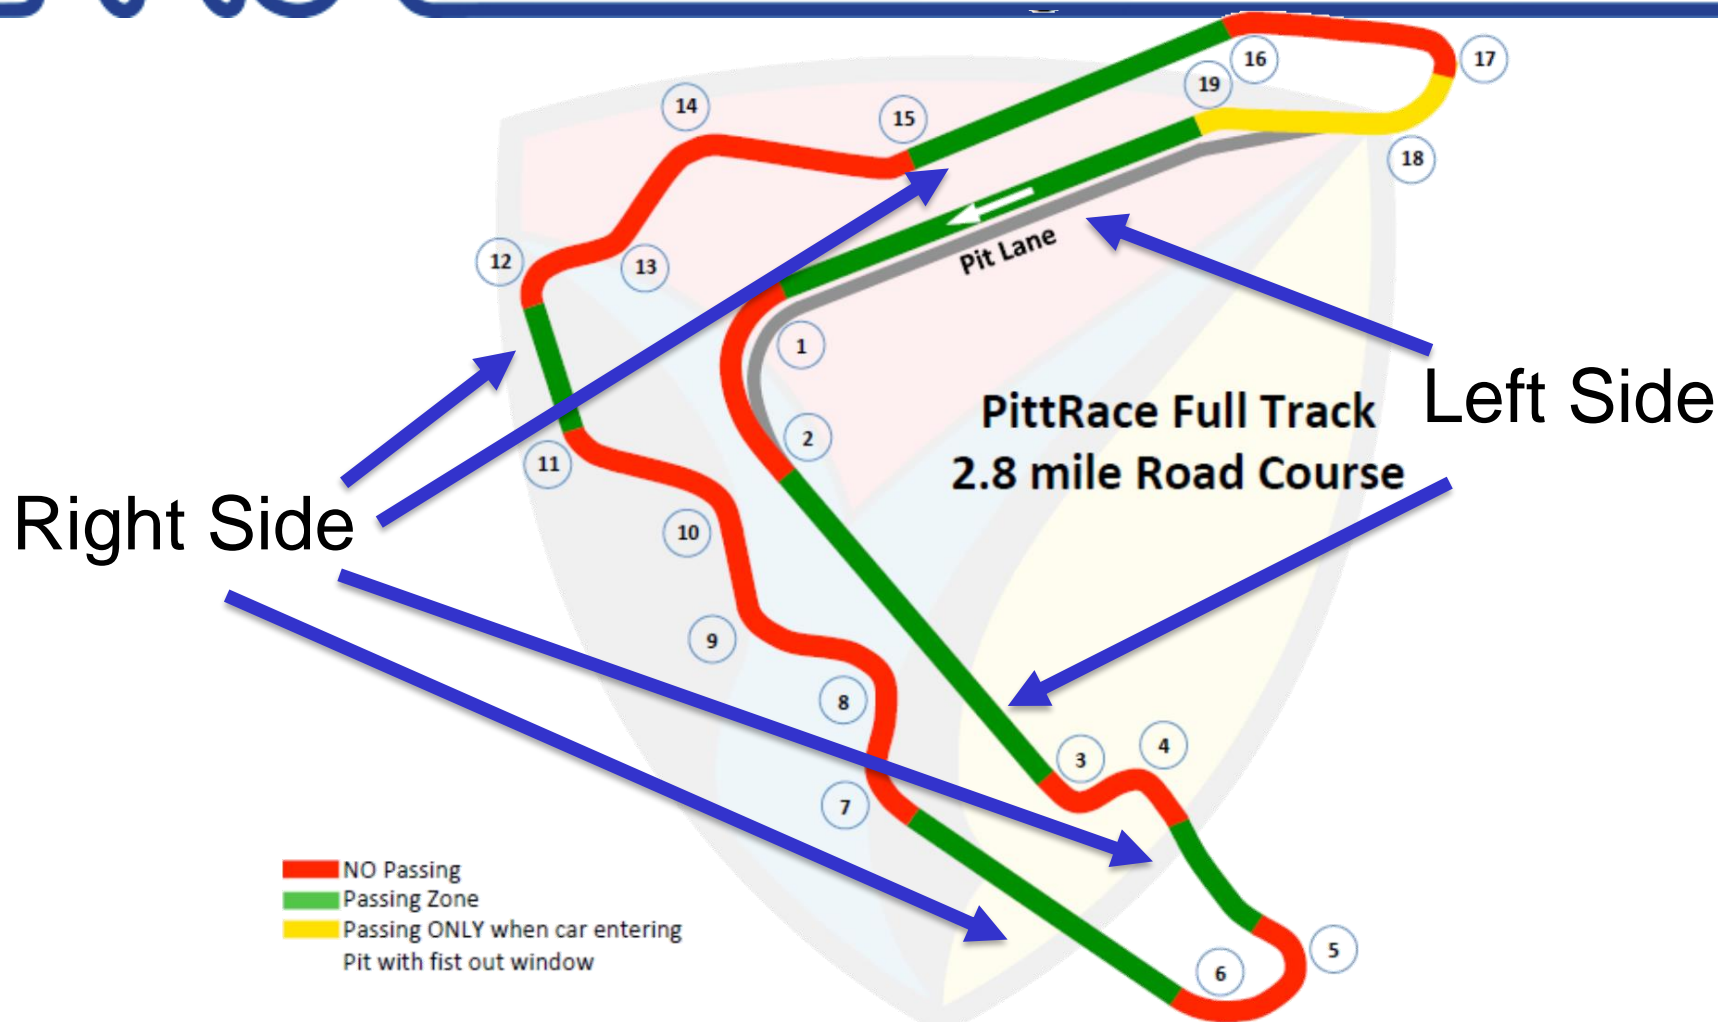 16
17
19
14
15
18
12
13
Pit Lane
1
Left Side
PittRace Full Track
2.8 mile Road Course
2
11
Right Side
10
9
8
3
4
7
NO Passing
Passing Zone
Passing ONLY when car entering
Pit with fist out window
5
6